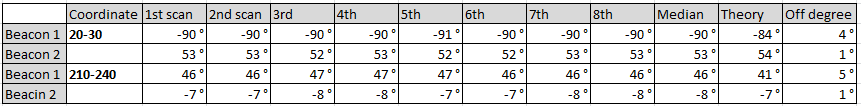 Coordinate 1st scan 2nd scan 3rd 4th 5th 6th 7th 8th Median Theory Off degree
Beacon 1 20-30 -90 ° -90 ° -90 ° -90 ° -91 ° -90 ° -90 ° -90 ° -90 ° -84 ° 4 °
Beacon 2 53 ° 53 ° 52 ° 53 ° 52 ° 52 ° 53 ° 53 ° 53 ° 54 ° 1 °
Beacon 1 210-240 46 ° 46 ° 47 ° 47 ° 47 ° 46 ° 46 ° 46 ° 46 ° 41 ° 5 °
Beacin 2 -7 ° -7 ° -8 ° -8 ° -7 ° -8 ° -8 ° -8 ° -8 ° -7 ° 1 °